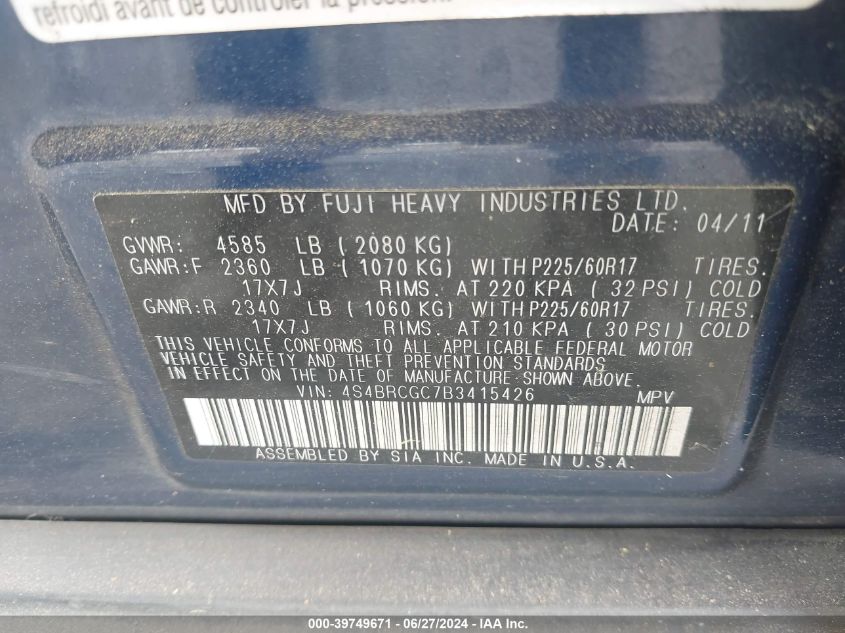 refroidi avant de contrôler la pression.
MFD BY FUJI HEAVY INDUSTRIES LTD.
DATE: 04/11
GVWR: 4585 LB ( 2080 KG)
GAWR:F 2360 LB ( 1070 KG) WITH P225/60R17 TIRES.
17X7J RIMS. AT 220 KPA ( 32 PSI) COLD
GAWR:R 2340 LB ( 1060 KG) WITH P225/60R17 TIRES.
17X7J RIMS. AT 210 KPA ( 30 PSI) COLD
THIS VEHICLE CONFORMS TO ALL APPLICABLE FEDERAL MOTOR
VEHICLE SAFETY AND THEFT PREVENTION STANDARDS
IN EFFECT ON THE DATE OF MANUFACTURE SHOWN ABOVE.
VIN: 4S4BRCGC7B3415426 MPV
ASSEMBLED BY SIA INC. MADE IN U.S.A.
000-39749671 - 06/27/2024 - IAAI.com